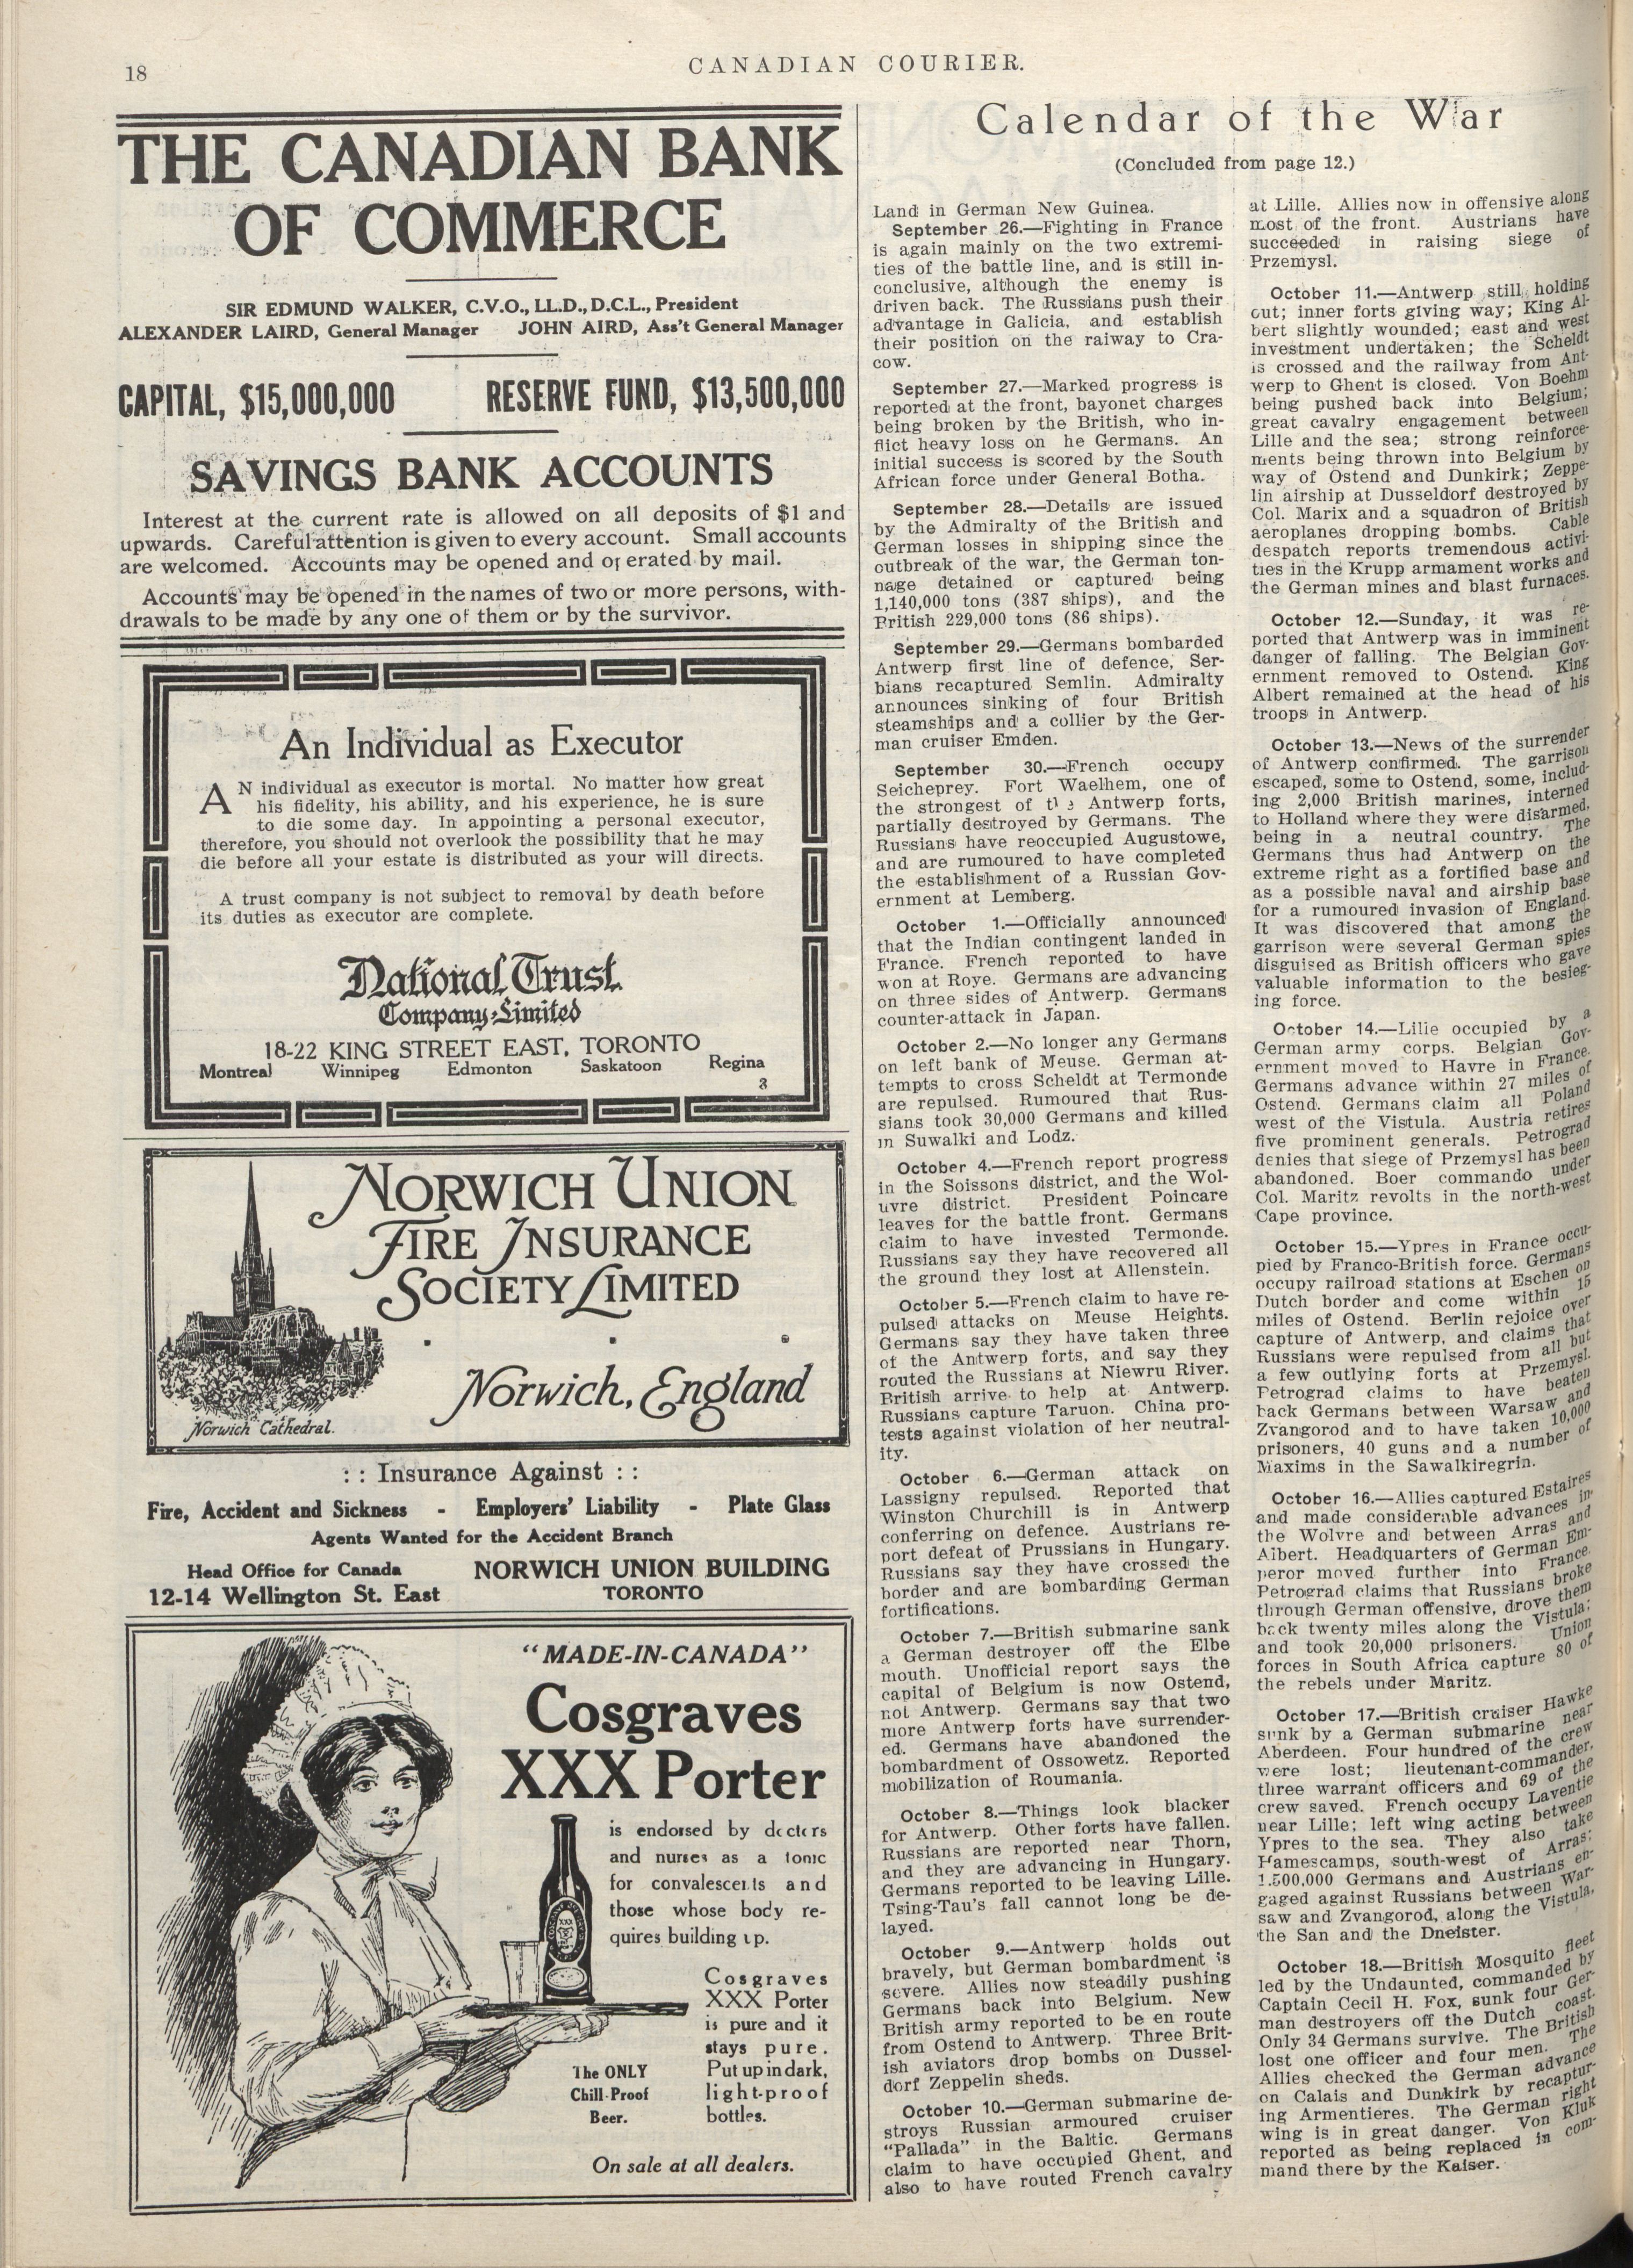 18
CANADIAN COURIER.
THE CANADIAN BANK
OF COMMERCE
SIR EDMUND WALKER, C.V.O., LL.D., D.C.L., President
ALEXANDER LAIRD, General Manager JOHN AIRD, Ass't General Manager
CAPITAL, $15,000,000 RESERVE FUND, $13,500,000
SAVINGS BANK ACCOUNTS
Interest at the current rate is allowed on all deposits of $1 and
upwards. Careful attention is given to every account. Small accounts
are welcomed. Accounts may be opened and operated by mail.
Accounts may be opened in the names of two or more persons, with-
drawals to be made by any one of them or by the survivor.
An Individual as Executor
AN individual as executor is mortal. No matter how great
his fidelity, his ability, and his experience, he is sure
to die some day. In appointing a personal executor,
therefore, you should not overlook the possibility that he may
die before all your estate is distributed as your will directs.
A trust company is not subject to removal by death before
its duties as executor are complete.
National Trust
Company Limited
18-22 KING STREET EAST, TORONTO
Montreal Winnipeg Edmonton Saskatoon Regina
3
NORWICH UNION
FIRE INSURANCE
SOCIETY LIMITED
Norwich, England
Norwich Cathedral.
:: Insurance Against ::
Fire, Accident and Sickness - Employers' Liability - Plate Glass
Agents Wanted for the Accident Branch
Head Office for Canada NORWICH UNION BUILDING
12-14 Wellington St. East TORONTO
"MADE-IN-CANADA"
Cosgraves
XXX Porter
is endorsed by doctors
and nurses as a tonic
for convalescents and
those whose body re-
quires building up.
Cosgraves
XXX Porter
is pure and it
stays pure.
Put up in dark,
light-proof
bottles.
The ONLY
Chill-Proof
Beer.
On sale at all dealers.
Calendar of the War
(Concluded from page 12.)
Land in German New Guinea.
September 26.—Fighting in France
is again mainly on the two extremi-
ties of the battle line, and is still in-
conclusive, although the enemy is
driven back. The Russians push their
advantage in Galicia, and establish
their position on the raiway to Cra-
cow.
September 27.—Marked progress is
reported at the front, bayonet charges
being broken by the British, who in-
flict heavy loss on he Germans. An
initial success is scored by the South
African force under General Botha.
September 28.—Details are issued
by the Admiralty of the British and
German losses in shipping since the
outbreak of the war, the German ton-
nage detained or captured being
1,140,000 tons (387 ships), and the
British 229,000 tons (86 ships).
September 29.—Germans bombarded
Antwerp first line of defence, Ser-
bians recaptured Semlin. Admiralty
announces sinking of four British
steamships and a collier by the Ger-
man cruiser Emden.
September 30.—French occupy
Seicheprey. Fort Waelhem, one of
the strongest of the Antwerp forts,
partially destroyed by Germans. The
Russians have reoccupied Augustowe,
and are rumoured to have completed
the establishment of a Russian Gov-
ernment at Lemberg.
October 1.—Officially announced
that the Indian contingent landed in
France. French reported to have
won at Roye. Germans are advancing
on three sides of Antwerp. Germans
counter-attack in Japan.
October 2.—No longer any Germans
on left bank of Meuse. German at-
tempts to cross Scheldt at Termonde
are repulsed. Rumoured that Rus-
sians took 30,000 Germans and killed
in Suwalki and Lodz.
October 4.—French report progress
in the Soissons district, and the Wol-
uvre district. President Poincare
leaves for the battle front. Germans
claim to have invested Termonde.
Russians say they have recovered all
the ground they lost at Allenstein.
October 5.—French claim to have re-
pulsed attacks on Meuse Heights.
Germans say they have taken three
of the Antwerp forts, and say they
routed the Russians at Niewru River.
British arrive to help at Antwerp.
Russians capture Taruon. China pro-
tests against violation of her neutral-
ity.
October 6.—German attack on
Lassigny repulsed. Reported that
Winston Churchill is in Antwerp
conferring on defence. Austrians re-
port defeat of Prussians in Hungary.
Russians say they have crossed the
border and are bombarding German
fortifications.
October 7.—British submarine sank
a German destroyer off the Elbe
mouth. Unofficial report says the
capital of Belgium is now Ostend,
not Antwerp. Germans say that two
more Antwerp forts have surrender-
ed. Germans have abandoned the
bombardment of Ossowetz. Reported
mobilization of Roumania.
October 8.—Things look blacker
for Antwerp. Other forts have fallen.
Russians are reported near Thorn,
and they are advancing in Hungary.
Germans reported to be leaving Lille.
Tsing-Tau's fall cannot long be de-
layed.
October 9.—Antwerp holds out
bravely, but German bombardment is
severe. Allies now steadily pushing
Germans back into Belgium. New
British army reported to be en route
from Ostend to Antwerp. Three Brit-
ish aviators drop bombs on Dussel-
dorf Zeppelin sheds.
October 10.—German submarine de-
stroys Russian armoured cruiser
"Pallada" in the Baltic. Germans
claim to have occupied Ghent, and
also to have routed French cavalry
at Lille. Allies now in offensive along
most of the front. Austrians have
succeeded in raising siege of
Przemysl.
October 11.—Antwerp still holding
out; inner forts giving way; King Al-
bert slightly wounded; east and west
investment undertaken; the Scheldt
is crossed and the railway from Ant-
werp to Ghent is closed. Von Boehm
being pushed back into Belgium;
great cavalry engagement between
Lille and the sea; strong reinforce-
ments being thrown into Belgium by
way of Ostend and Dunkirk; Zeppe-
lin airship at Dusseldorf destroyed by
Col. Marix and a squadron of British
aeroplanes dropping bombs. Cable
despatch reports tremendous activi-
ties in the Krupp armament works and
the German mines and blast furnaces.
October 12.—Sunday, it was re-
ported that Antwerp was in imminent
danger of falling. The Belgian Gov-
ernment removed to Ostend. King
Albert remained at the head of his
troops in Antwerp.
October 13.—News of the surrender
of Antwerp confirmed. The garrison
escaped, some to Ostend, some, includ-
ing 2,000 British marines, interned
to Holland where they were disarmed,
being in a neutral country. The
Germans thus had Antwerp on the
extreme right as a fortified base and
as a possible naval and airship base
for a rumoured invasion of England.
It was discovered that among the
garrison were several German spies
disguised as British officers who gave
valuable information to the besieg-
ing force.
October 14.—Lille occupied by a
German army corps. Belgian Gov-
ernment moved to Havre in France.
Germans advance within 27 miles of
Ostend. Germans claim all Poland
west of the Vistula. Austria retires
five prominent generals. Petrograd
denies that siege of Przemysl has been
abandoned. Boer commando under
Col. Maritz revolts in the north-west
Cape province.
October 15.—Ypres in France occu-
pied by Franco-British force. Germans
occupy railroad stations at Eschen on
Dutch border and come within 15
miles of Ostend. Berlin rejoice over
capture of Antwerp, and claims that
Russians were repulsed from all but
a few outlying forts at Przemysl.
Petrograd claims to have beaten
back Germans between Warsaw and
Zvangorod and to have taken 10,000
prisoners, 40 guns and a number of
Maxims in the Sawalkiregrin.
October 16.—Allies captured Estaires
and made considerable advances in
the Wolvre and between Arras and
Albert. Headquarters of German Em-
peror moved further into France.
Petrograd claims that Russians broke
through German offensive, drove them
back twenty miles along the Vistula;
and took 20,000 prisoners. Union
forces in South Africa capture 80 of
the rebels under Maritz.
October 17.—British cruiser Hawke
sunk by a German submarine near
Aberdeen. Four hundred of the crew
were lost; lieutenant-commander,
three warrant officers and 69 of the
crew saved. French occupy Laventie
near Lille; left wing acting between
Ypres to the sea. They also take
Hamescamps, south-west of Arras;
1.500,000 Germans and Austrians en-
gaged against Russians between War-
saw and Zvangorod, along the Vistula,
the San and the Dneister.
October 18.—British Mosquito fleet
led by the Undaunted, commanded by
Captain Cecil H. Fox, sunk four Ger-
man destroyers off the Dutch coast.
Only 34 Germans survive. The British
lost one officer and four men. The
Allies checked the German advance
on Calais and Dunkirk by recaptur-
ing Armentieres. The German right
wing is in great danger. Von Kluk
reported as being replaced in com-
mand there by the Kaiser.